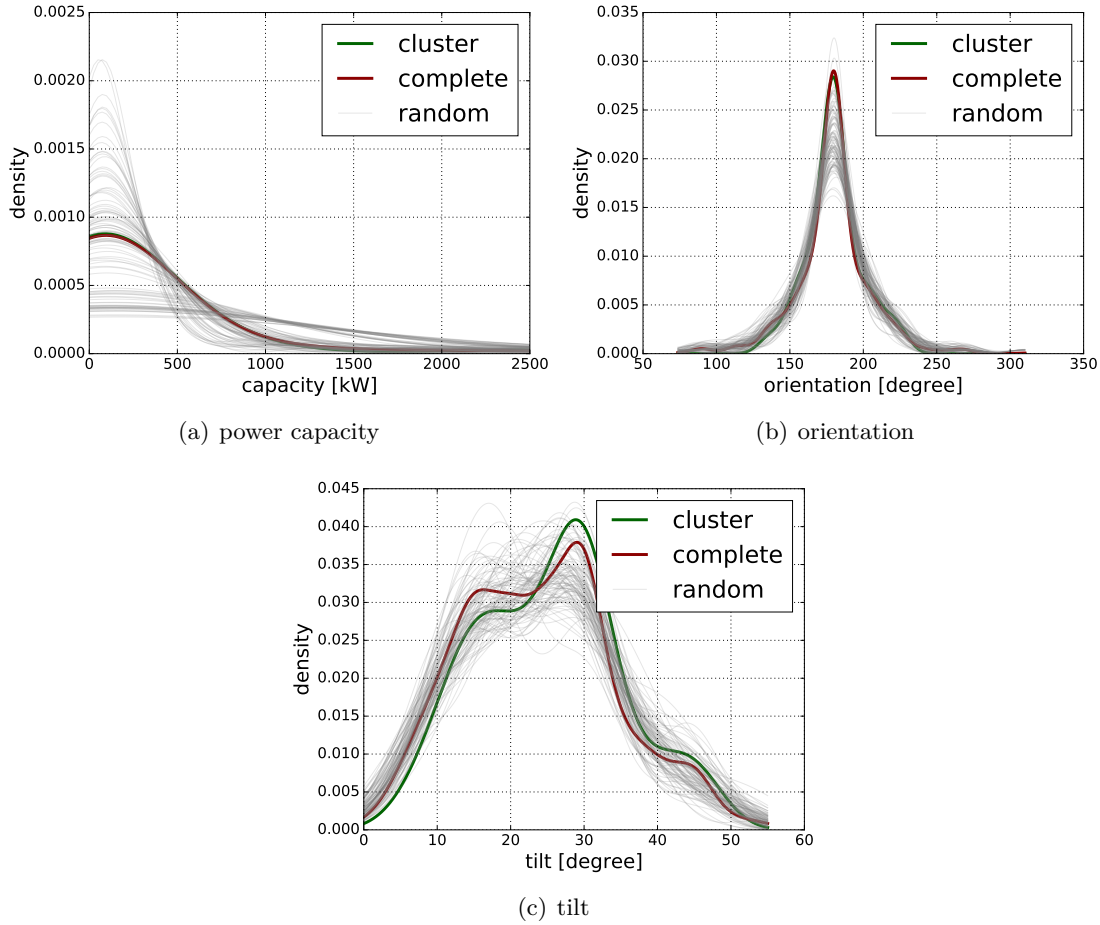 0.0025
0.0020
0.0015
0.0010
0.0005
0.0000
density
0 500 1000 1500 2000 2500
capacity [kW]
cluster
complete
random
(a) power capacity
0.035
0.030
0.025
0.020
0.015
0.010
0.005
0.000
density
50 100 150 200 250 300 350
orientation [degree]
cluster
complete
random
(b) orientation
0.045
0.040
0.035
0.030
0.025
0.020
0.015
0.010
0.005
0.000
density
0 10 20 30 40 50 60
tilt [degree]
cluster
complete
random
(c) tilt